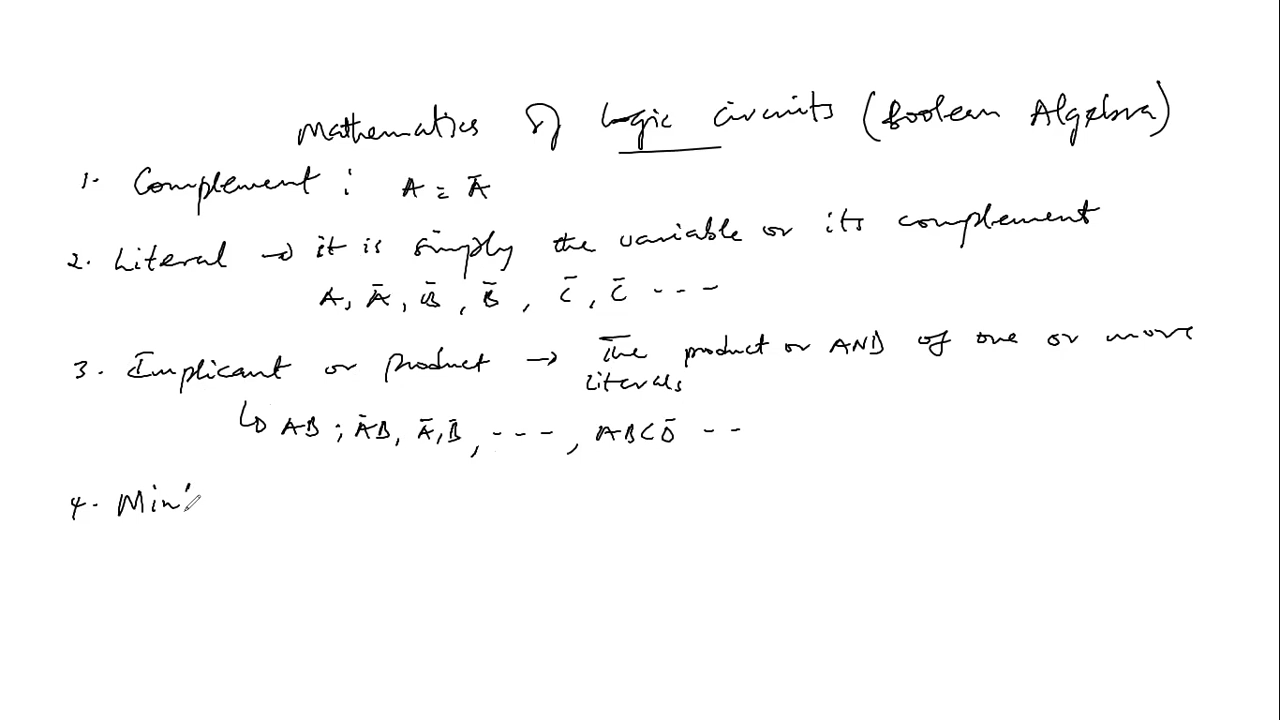 Mathematics of Logic circuits (Boolean Algebra)
1. Complement : A = Ā
2. Literal → it is simply the variable or its complement
A, Ā, B̄, B̄, C̄, C̄ - - -
3. Implicant or product → The product or AND of one or more
literals
↳ AB ; ĀB, Ā,B̄, - - - , ABCD̄ - -
4. Min